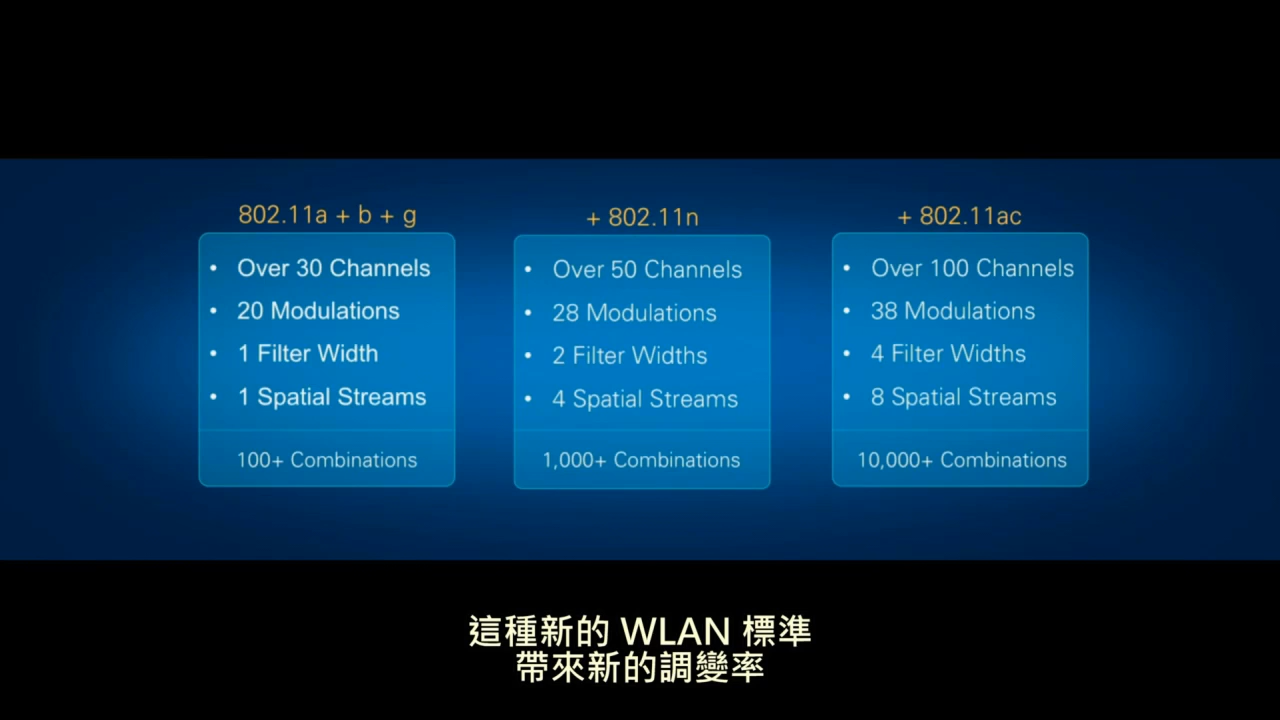 802.11a + b + g
• Over 30 Channels
• 20 Modulations
• 1 Filter Width
• 1 Spatial Streams
100+ Combinations
+ 802.11n
• Over 50 Channels
• 28 Modulations
• 2 Filter Widths
• 4 Spatial Streams
1,000+ Combinations
+ 802.11ac
• Over 100 Channels
• 38 Modulations
• 4 Filter Widths
• 8 Spatial Streams
10,000+ Combinations
這種新的 WLAN 標準
帶來新的調變率